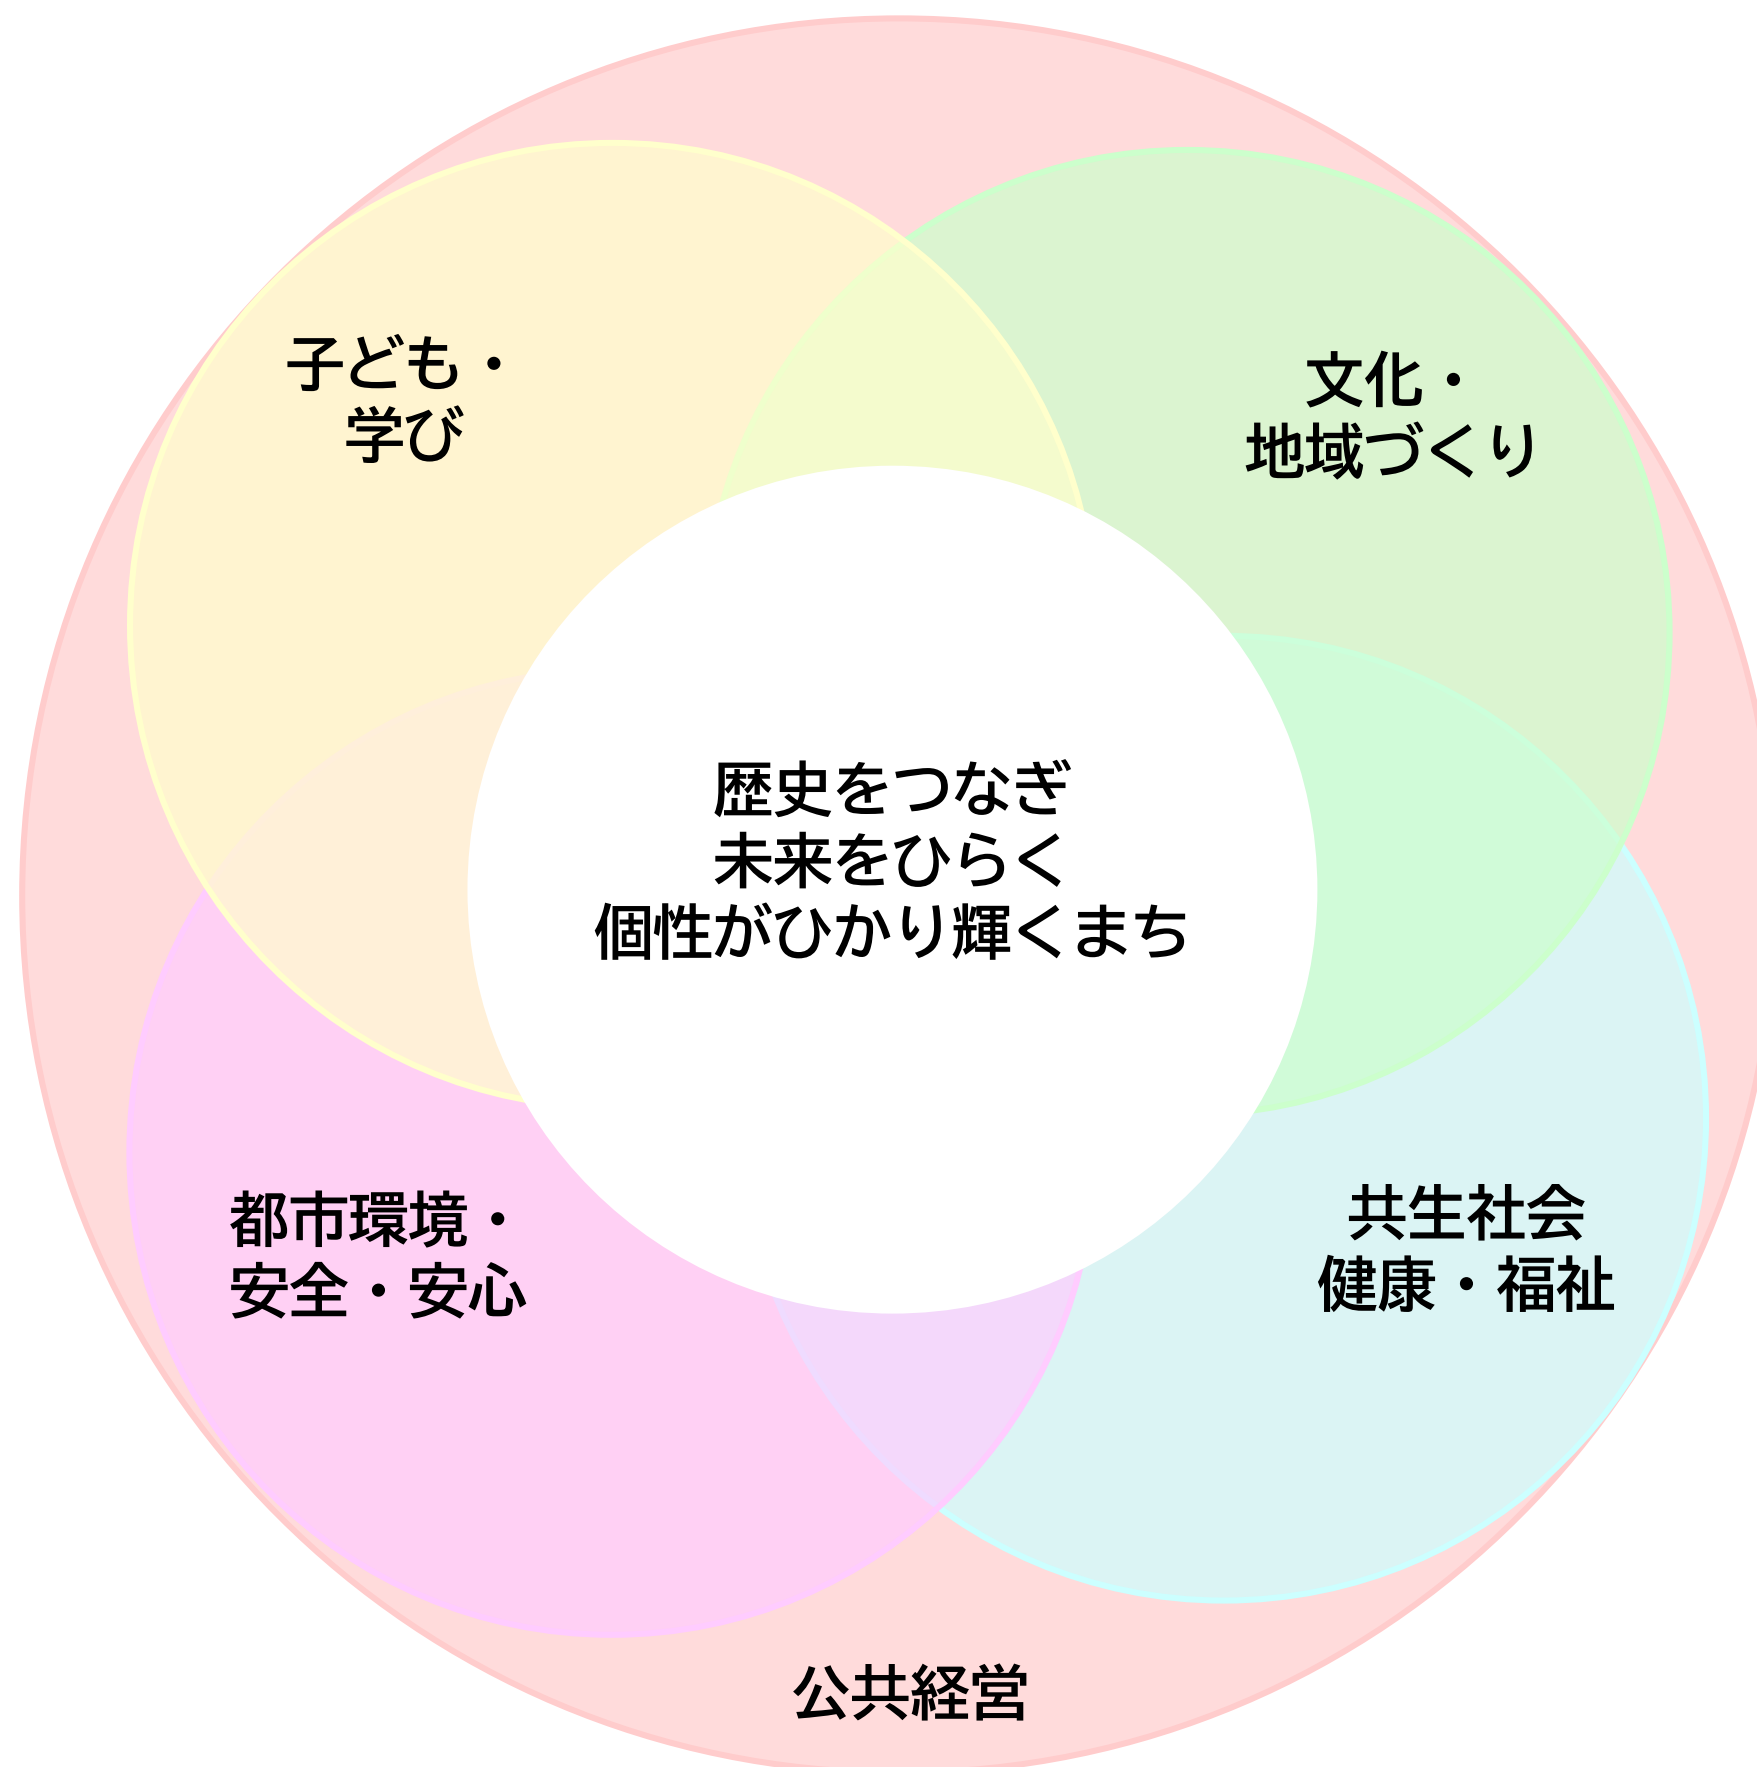 子ども・
学び
文化・
地域づくり
歴史をつなぎ
未来をひらく
個性がひかり輝くまち
都市環境・
安全・安心
共生社会
健康・福祉
公共経営